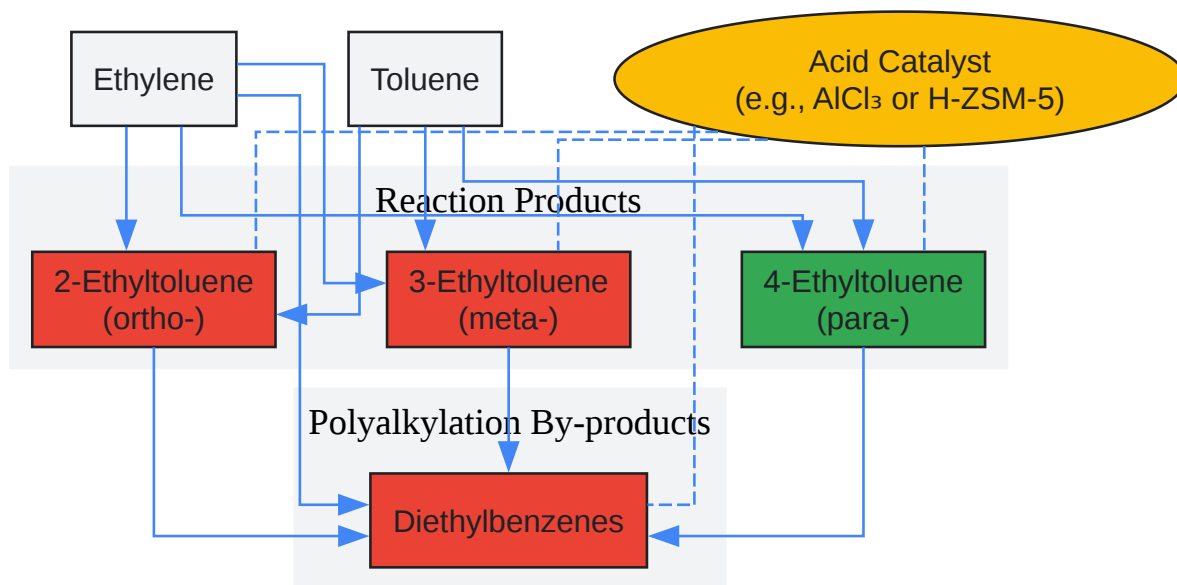 Ethylene
Toluene
Acid Catalyst
(e.g., AlCl₃ or H-ZSM-5)
Reaction Products
2-Ethyltoluene
(ortho-)
3-Ethyltoluene
(meta-)
4-Ethyltoluene
(para-)
Polyalkylation By-products
Diethylbenzenes